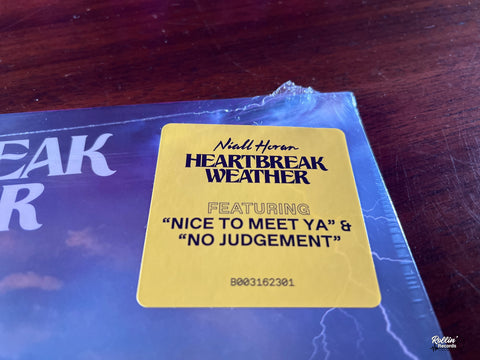 EAK
R
Niall Horan
HEARTBREAK
WEATHER
FEATURING
“NICE TO MEET YA” &
“NO JUDGEMENT”
B003162301
Rollin'
Records